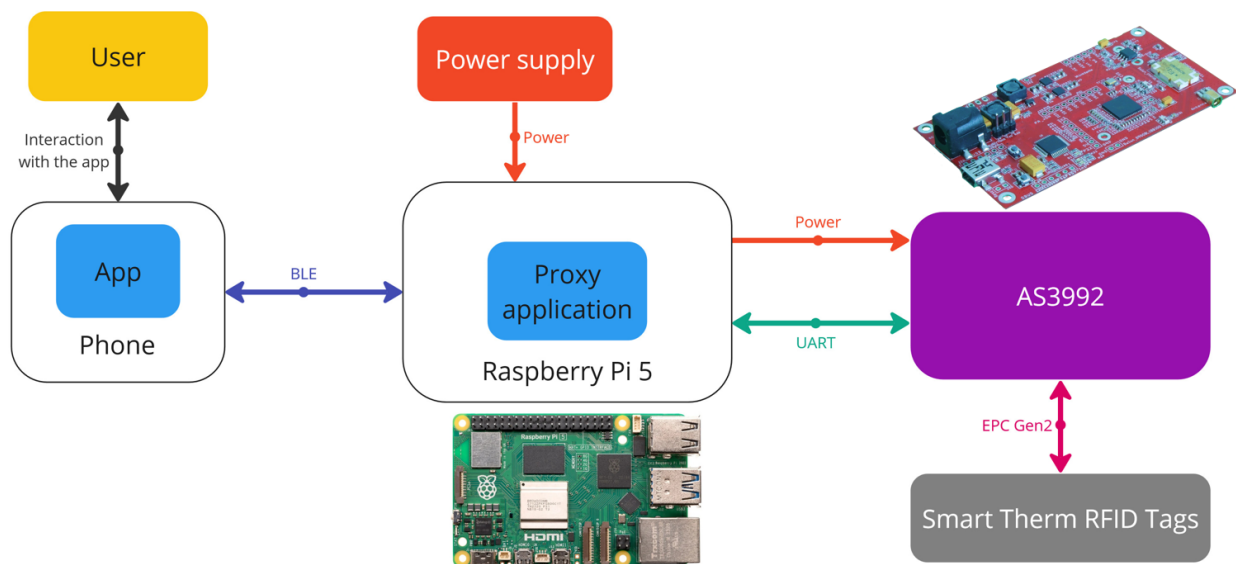 User
Power supply
Interaction
with the app
Power
App
Phone
BLE
Proxy
application
Raspberry Pi 5
Power
UART
AS3992
EPC Gen2
Smart Therm RFID Tags
Raspberry Pi 5
HDMI